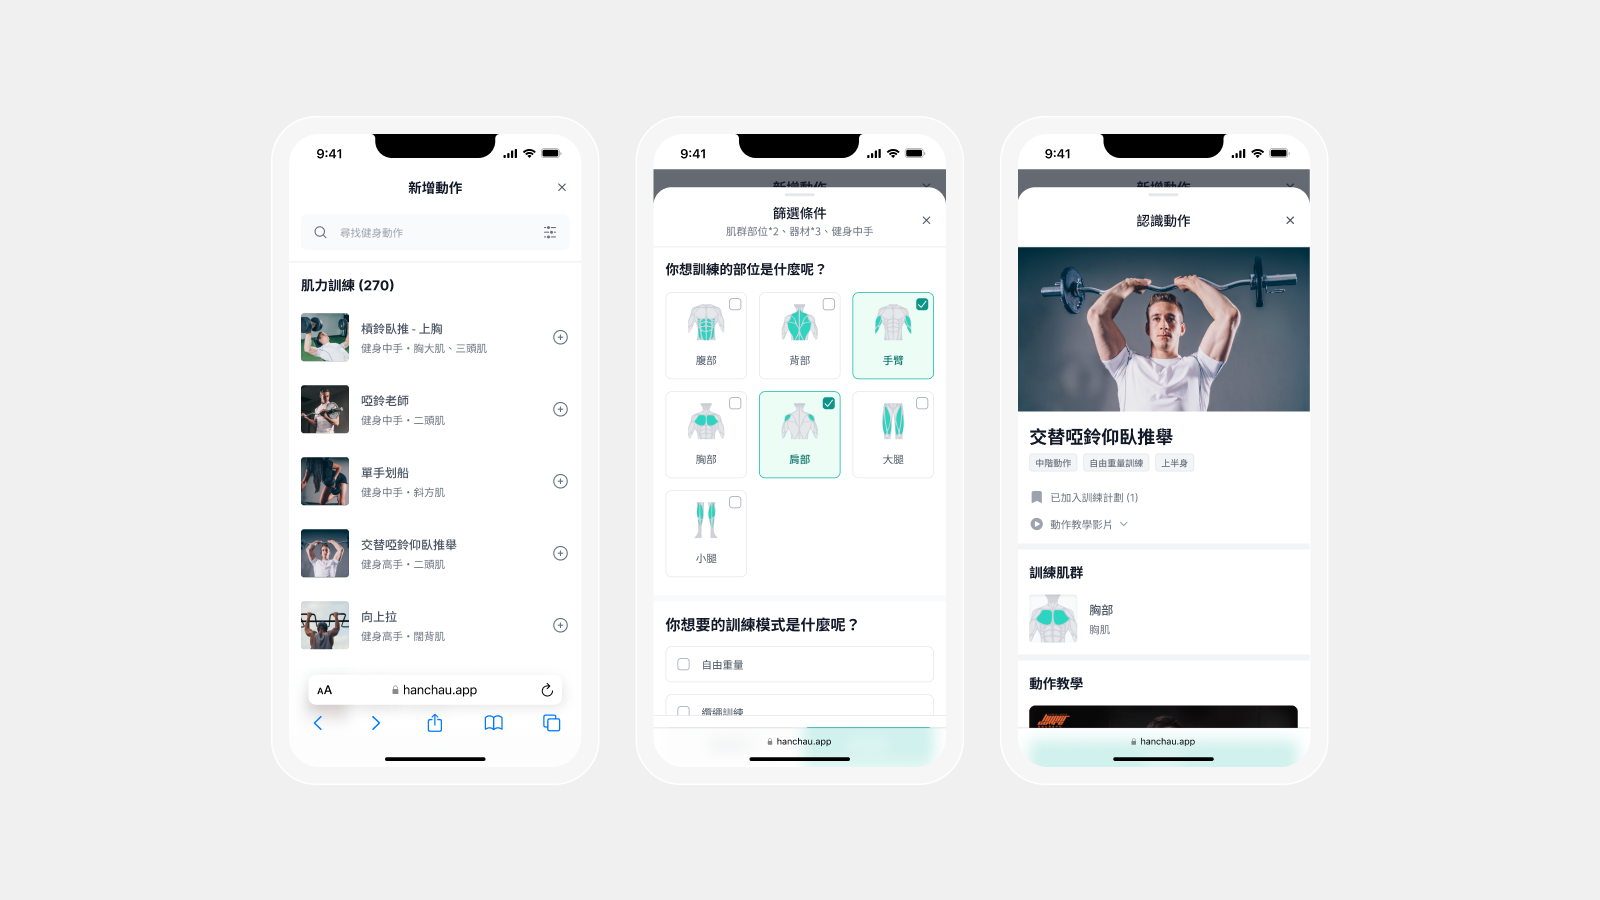 9:41
新增動作
尋找健身動作
肌力訓練 (270)
槓鈴臥推 - 上胸
健身中手・胸大肌、三頭肌
啞鈴老師
健身中手・二頭肌
單手划船
健身中手・斜方肌
交替啞鈴仰臥推舉
健身高手・二頭肌
向上拉
健身高手・闊背肌
AA
hanchau.app
9:41
新增動作
篩選條件
肌群部位*2、器材*3、健身中手
你想訓練的部位是什麼呢？
腹部
背部
手臂
胸部
肩部
大腿
小腿
你想要的訓練模式是什麼呢？
自由重量
纜繩訓練
hanchau.app
9:41
新增動作
認識動作
交替啞鈴仰臥推舉
中階動作
自由重量訓練
上半身
已加入訓練計劃 (1)
動作教學影片
訓練肌群
胸部
胸肌
動作教學
hanchau.app